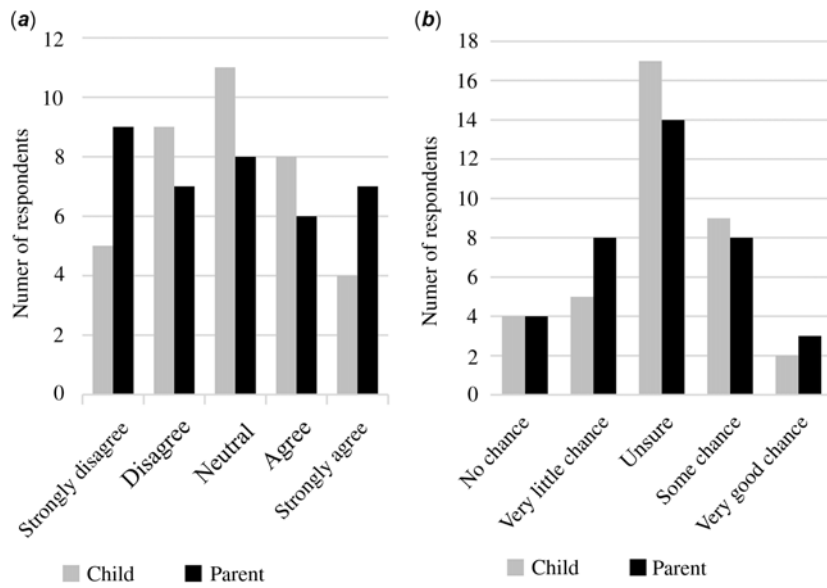 (a)
12
10
8
6
4
2
0
Numer of respondents
Strongly disagree
Disagree
Neutral
Agree
Strongly agree
Child
Parent
(b)
18
16
14
12
10
8
6
4
2
0
Numer of respondents
No chance
Very little chance
Unsure
Some chance
Very good chance
Child
Parent